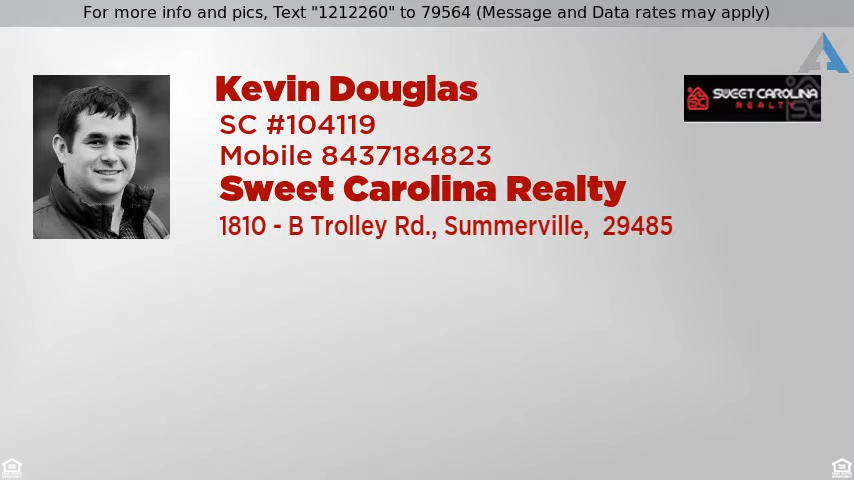 For more info and pics, Text "1212260" to 79564 (Message and Data rates may apply)
Kevin Douglas
SC #104119
Mobile 8437184823
Sweet Carolina Realty
1810 - B Trolley Rd., Summerville,  29485
SWEET CAROLINA
REALTY
SC